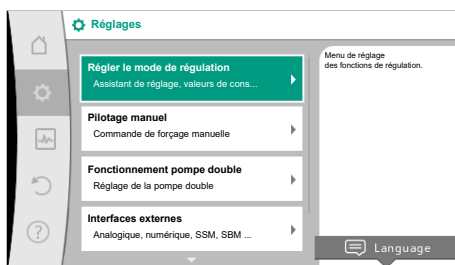 Réglages
Régler le mode de régulation
Assistant de réglage, valeurs de cons...
Pilotage manuel
Commande de forçage manuelle
Fonctionnement pompe double
Réglage de la pompe double
Interfaces externes
Analogique, numérique, SSM, SBM ...
Menu de réglage
des fonctions de régulation.
Language